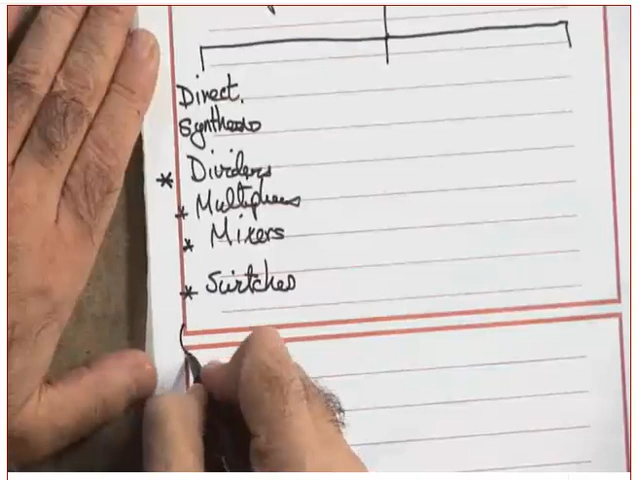 Direct.
Synthesis
* Dividers
* Multipliers
* Mixers
* Switches